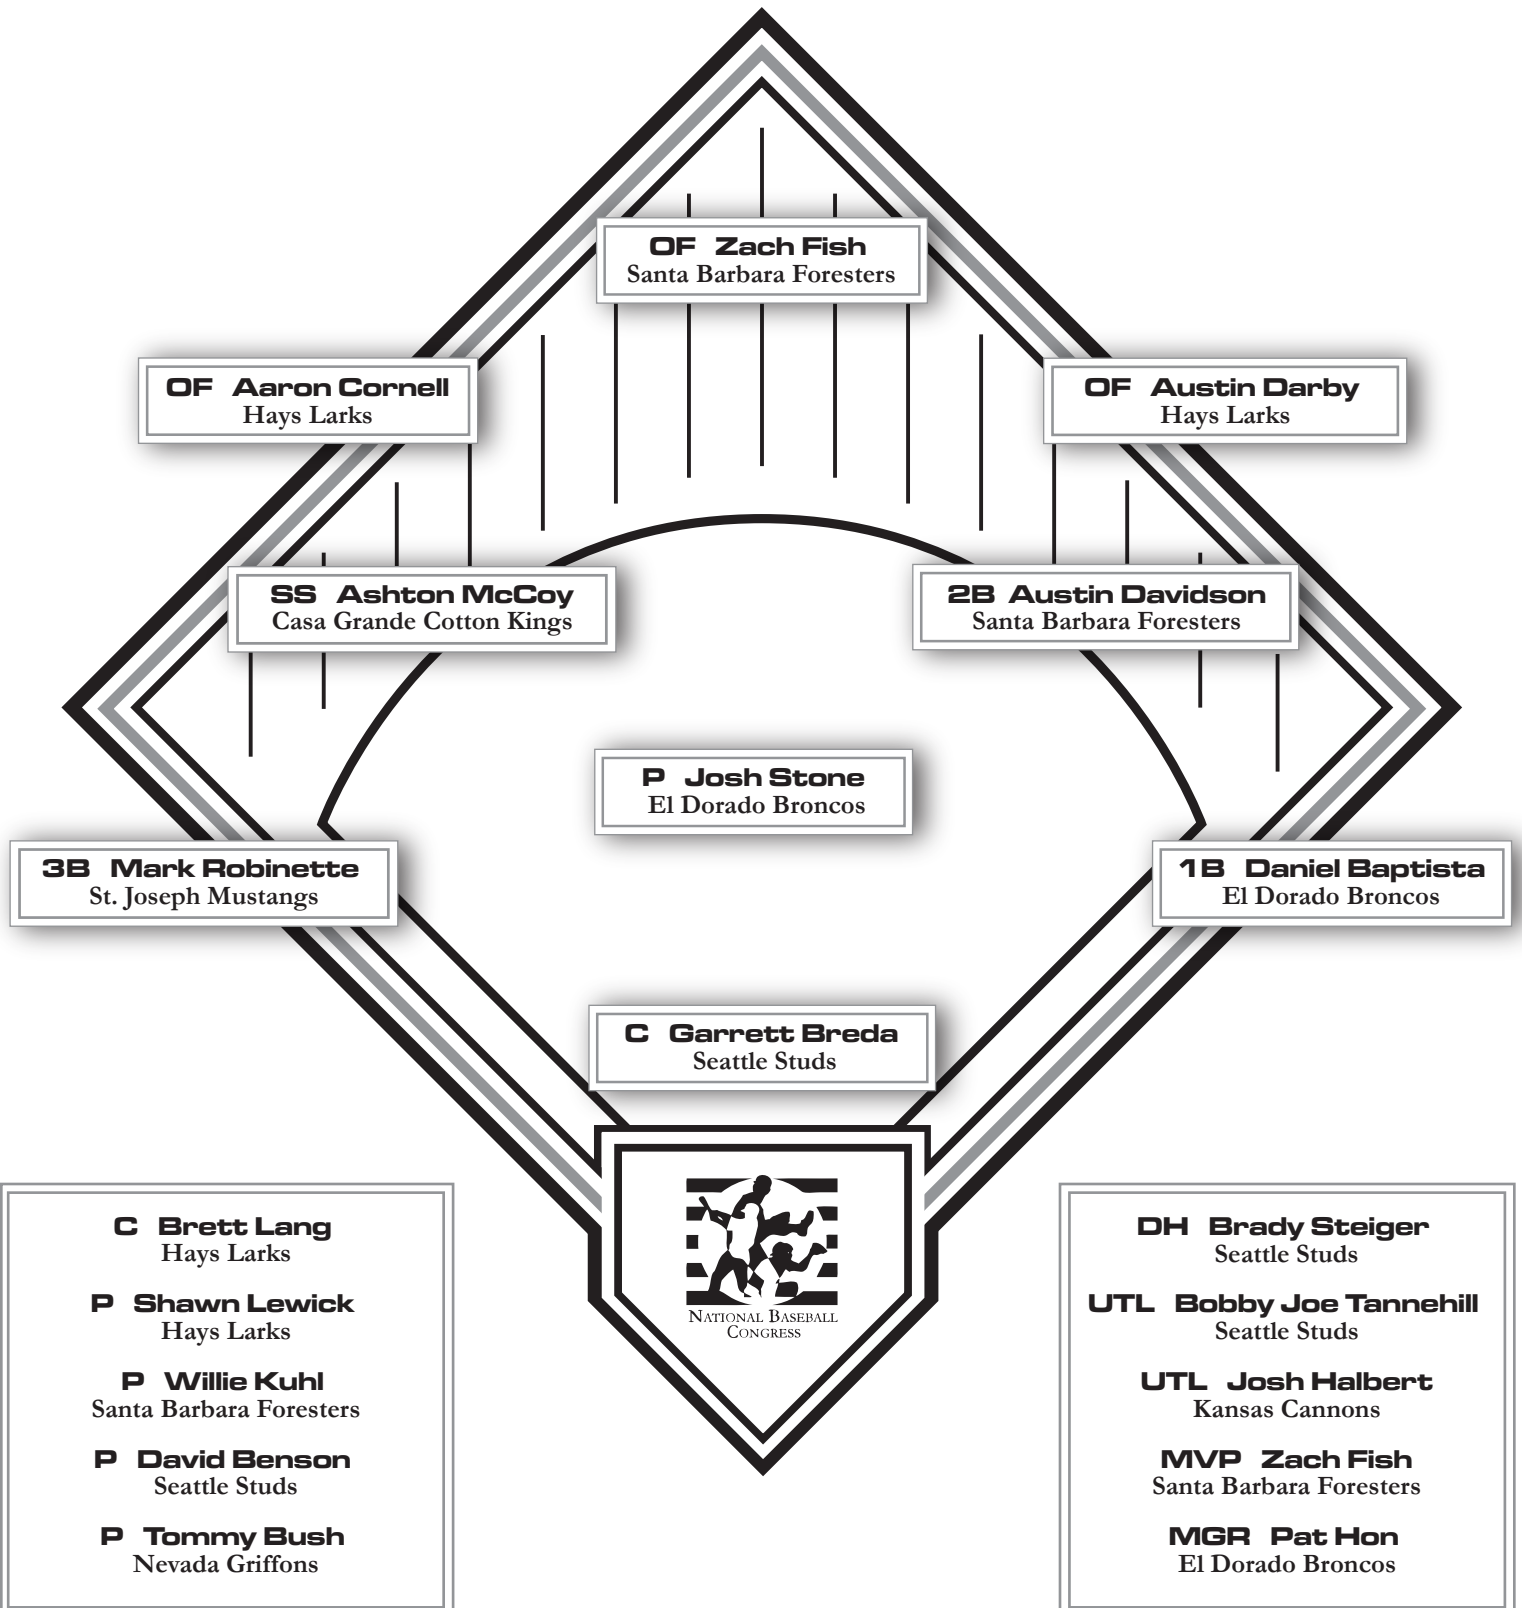 OF Zach Fish
Santa Barbara Foresters
OF Aaron Cornell
Hays Larks
OF Austin Darby
Hays Larks
SS Ashton McCoy
Casa Grande Cotton Kings
2B Austin Davidson
Santa Barbara Foresters
P Josh Stone
El Dorado Broncos
3B Mark Robinette
St. Joseph Mustangs
1B Daniel Baptista
El Dorado Broncos
C Garrett Breda
Seattle Studs
NATIONAL BASEBALL
CONGRESS
C Brett Lang
Hays Larks
P Shawn Lewick
Hays Larks
P Willie Kuhl
Santa Barbara Foresters
P David Benson
Seattle Studs
P Tommy Bush
Nevada Griffons
DH Brady Steiger
Seattle Studs
UTL Bobby Joe Tannehill
Seattle Studs
UTL Josh Halbert
Kansas Cannons
MVP Zach Fish
Santa Barbara Foresters
MGR Pat Hon
El Dorado Broncos